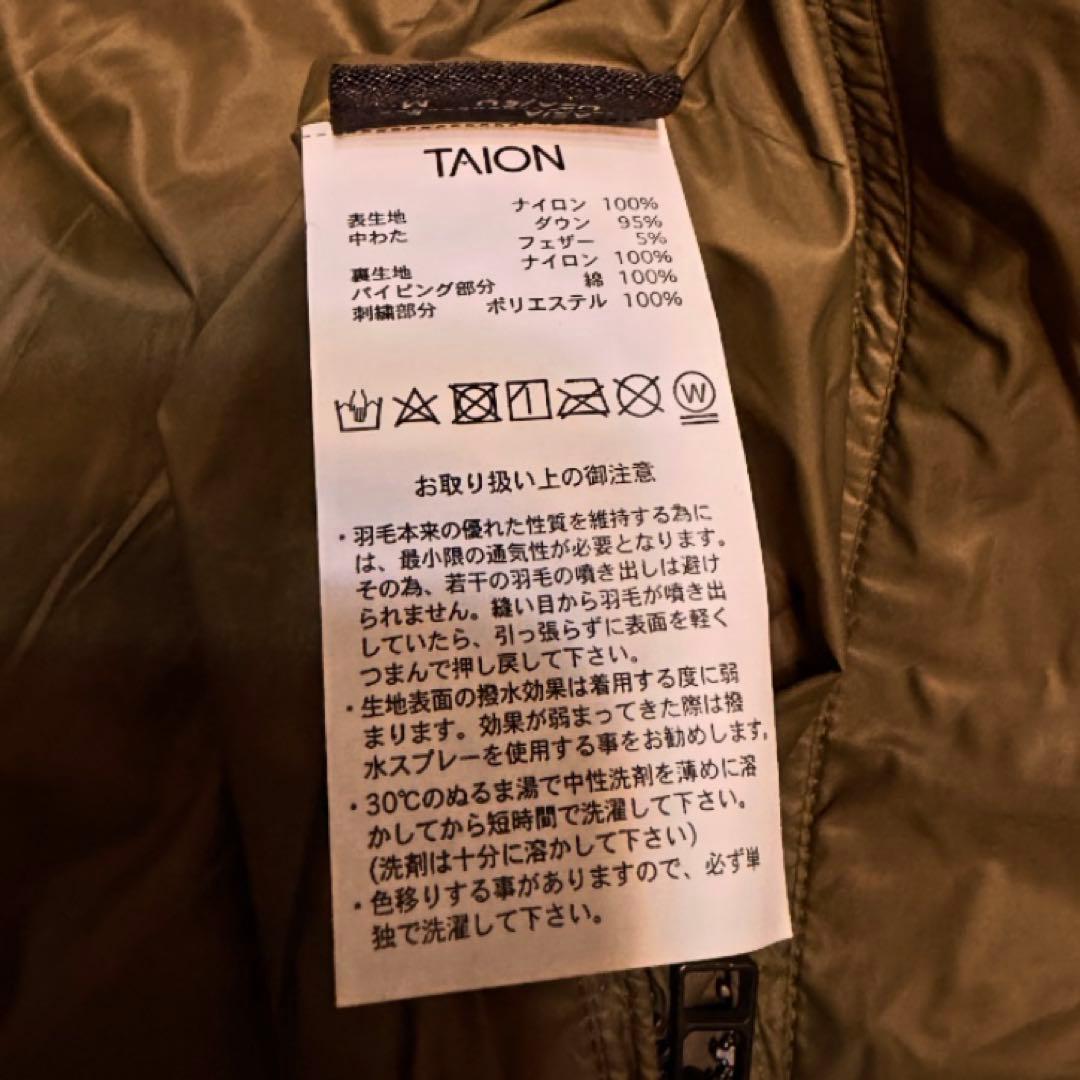 TAION
表生地 ナイロン 100%
中わた ダウン 95%
フェザー 5%
裏生地 ナイロン 100%
パイピング部分 綿 100%
刺繍部分 ポリエステル 100%
W
お取り扱い上の御注意
・羽毛本来の優れた性質を維持する為に
は、最小限の通気性が必要となります。
その為、若干の羽毛の噴き出しは避け
られません。縫い目から羽毛が噴き出
していたら、引っ張らずに表面を軽く
つまんで押し戻して下さい。
・生地表面の撥水効果は着用する度に弱
まります。効果が弱まってきた際は撥
水スプレーを使用する事をお勧めします。
・30℃のぬるま湯で中性洗剤を薄めに溶
かしてから短時間で洗濯して下さい。
(洗剤は十分に溶かして下さい)
・色移りする事がありますので、必ず単
独で洗濯して下さい。